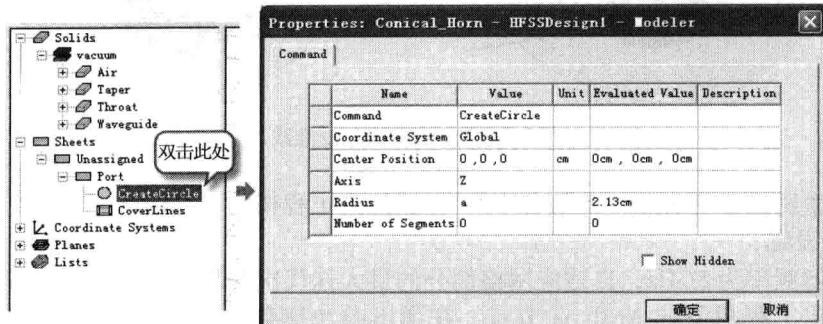 Solids
vacuum
Air
Taper
Throat
Waveguide
Sheets
Unassigned
Port
CreateCircle
CoverLines
Coordinate Systems
Planes
Lists
双击此处
Properties: Conical_Horn - HFSSDesign1 - Modeler
Command
Name Value Unit Evaluated Value Description
Command CreateCircle
Coordinate System Global
Center Position 0 ,0 ,0 cm 0cm , 0cm , 0cm
Axis Z
Radius a 2.13cm
Number of Segments 0 0
Show Hidden
确定 取消